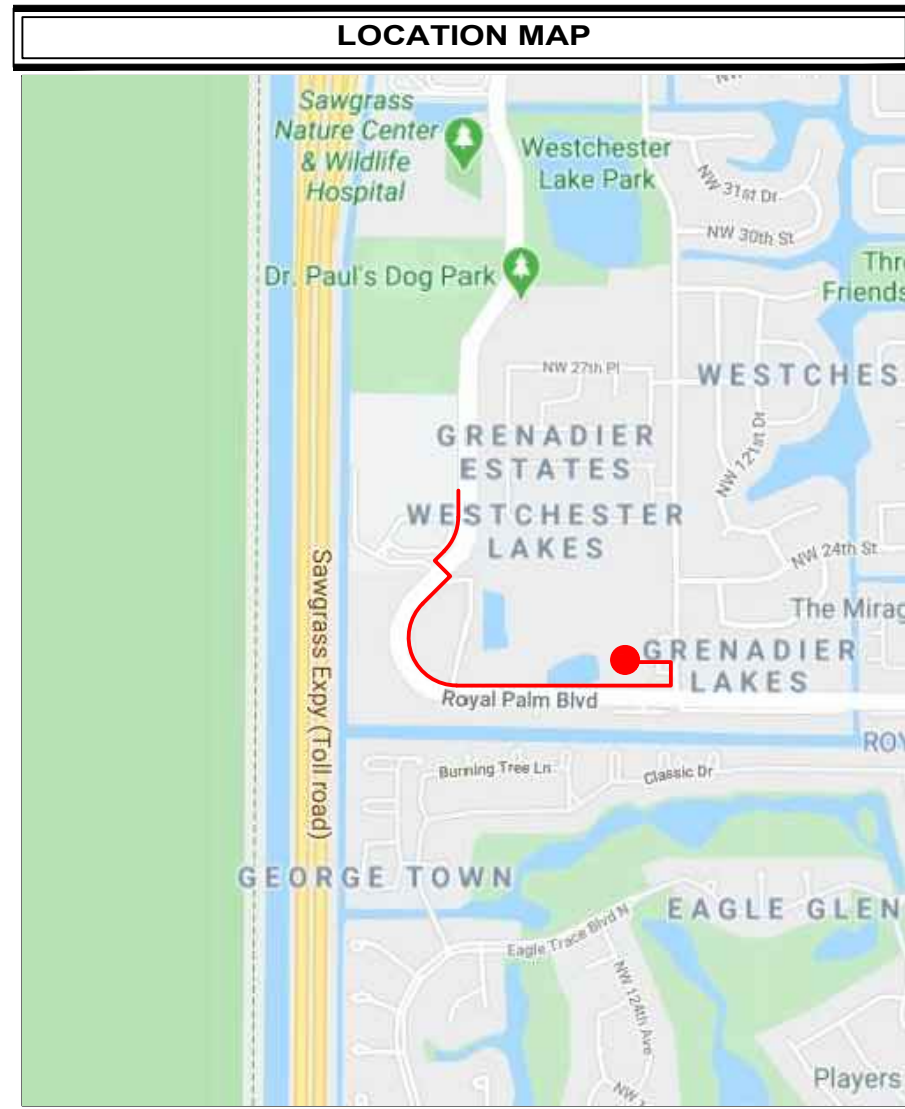 LOCATION MAP
Sawgrass
Nature Center
& Wildlife
Hospital
Westchester
Lake Park
NW 31st Dr
NW 30th St
Dr. Paul's Dog Park
Thr
Friends
NW 27th Pl
WESTCHES
GRENADIER
ESTATES
NW 121st Dr
WESTCHESTER
LAKES
NW 24th St
Sawgrass Expy (Toll road)
The Mirag
GRENADIER
LAKES
Royal Palm Blvd
ROY
Burning Tree Ln
Classic Dr
GEORGE TOWN
EAGLE GLEN
Eagle Trace Blvd N
NW 124th Ave
Players
NW